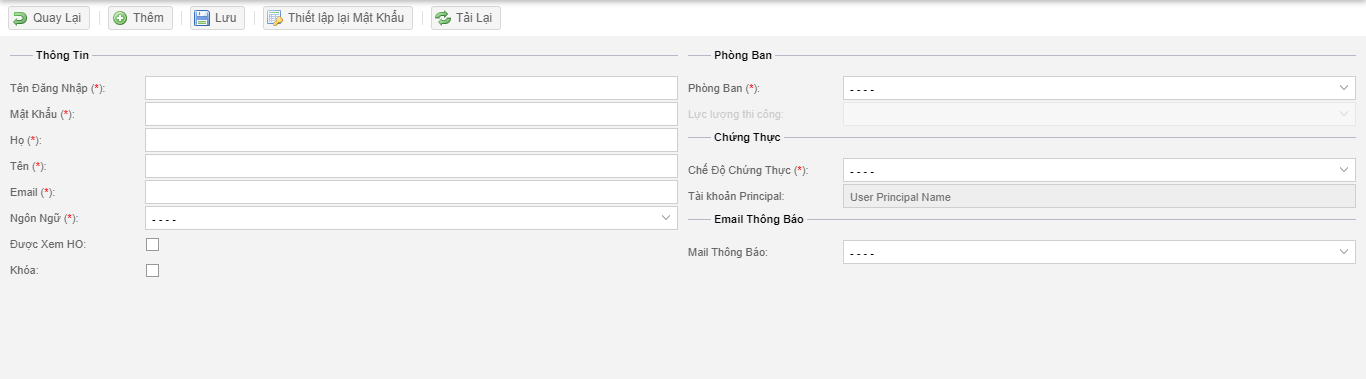 Quay Lại Thêm Lưu Thiết lập lại Mật Khẩu Tải Lại
Thông Tin
Tên Đăng Nhập (*):
Mật Khẩu (*):
Họ (*):
Tên (*):
Email (*):
Ngôn Ngữ (*): - - - -
Được Xem HO:
Khóa:
Phòng Ban
Phòng Ban (*): - - - -
Lực lượng thi công:
Chứng Thực
Chế Độ Chứng Thực (*): - - - -
Tài khoản Principal: User Principal Name
Email Thông Báo
Mail Thông Báo: - - - -